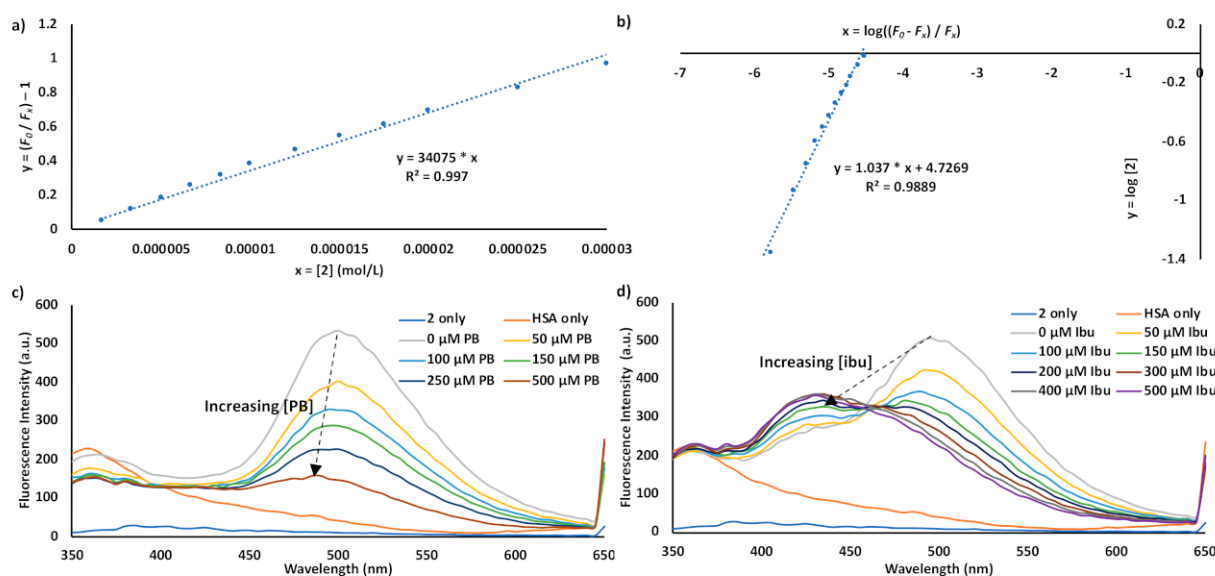 a)
1.2
1
0.8
0.6
0.4
0.2
0
y = (F0 / Fx) – 1
y = 34075 * x
R² = 0.997
0 0.000005 0.00001 0.000015 0.00002 0.000025 0.00003
x = [2] (mol/L)
b)
x = log((F0 - Fx) / Fx)
0.2
-7 -6 -5 -4 -3 -2 -1 0
-0.2
-0.6
-1
-1.4
y = log [2]
y = 1.037 * x + 4.7269
R² = 0.9889
c)
600
500
400
300
200
100
0
Fluorescence Intensity (a.u.)
2 only HSA only
0 µM PB 50 µM PB
100 µM PB 150 µM PB
250 µM PB 500 µM PB
Increasing [PB]
350 400 450 500 550 600 650
Wavelength (nm)
d)
600
500
400
300
200
100
0
Fluorescence Intensity (a.u.)
2 only HSA only
0 µM Ibu 50 µM Ibu
100 µM Ibu 150 µM Ibu
200 µM Ibu 300 µM Ibu
400 µM Ibu 500 µM Ibu
Increasing [ibu]
350 400 450 500 550 600 650
Wavelength (nm)